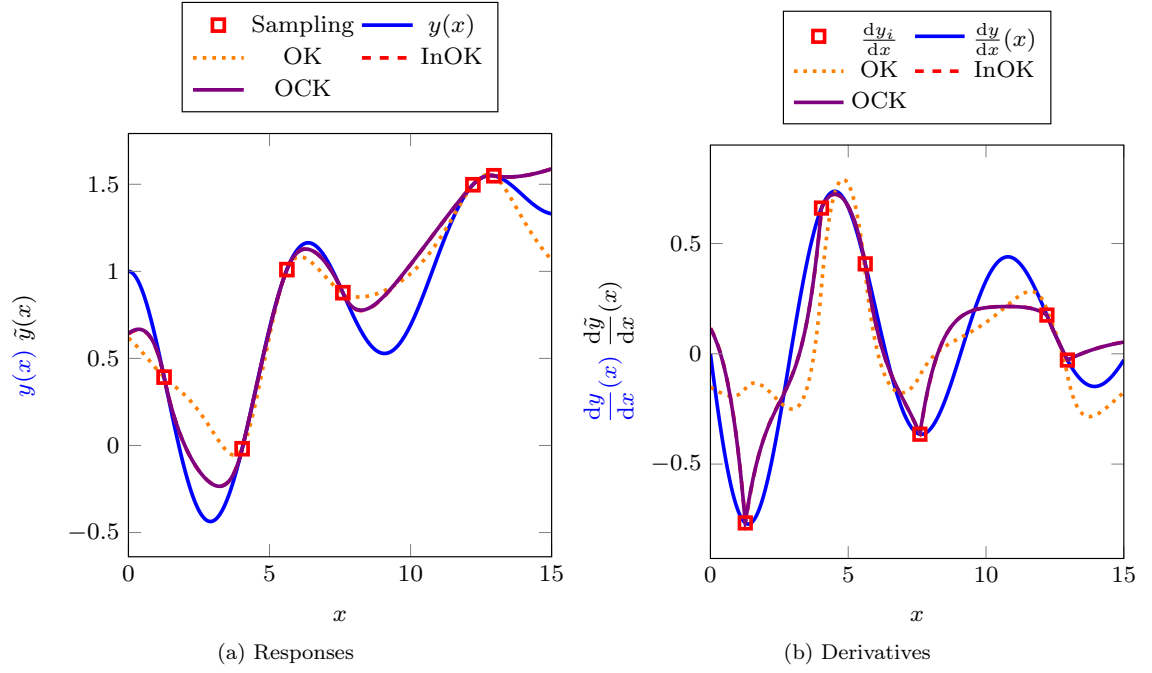 Sampling y(x)
OK InOK
OCK
y(x) ỹ(x)
1.5
1
0.5
0
−0.5
0 5 10 15
x
(a) Responses
dyᵢ/dx dy/dx(x)
OK InOK
OCK
dy/dx(x) dỹ/dx(x)
0.5
0
−0.5
0 5 10 15
x
(b) Derivatives